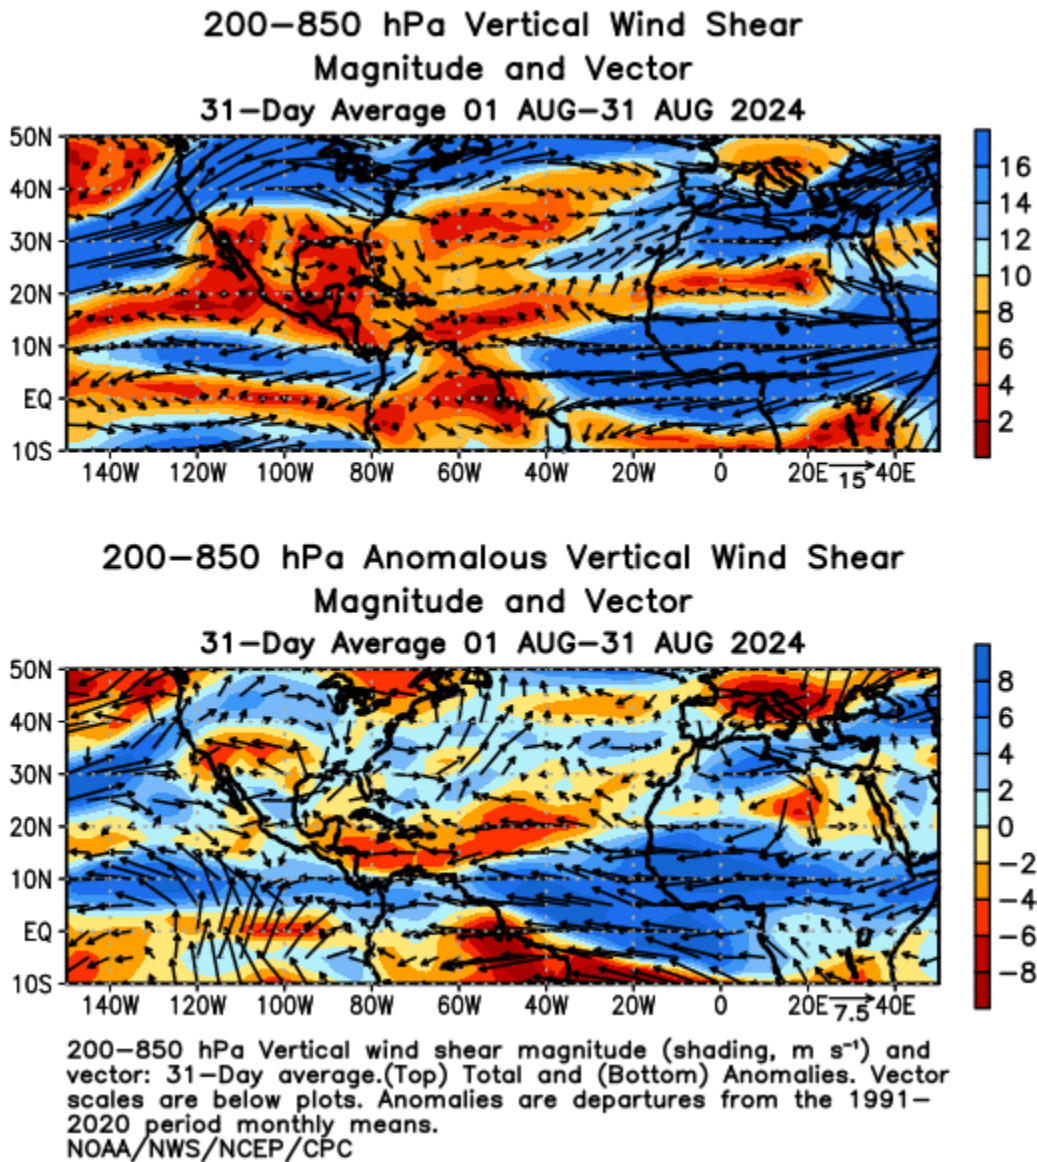 200−850 hPa Vertical Wind Shear
Magnitude and Vector
31−Day Average 01 AUG−31 AUG 2024
50N
40N
30N
20N
10N
EQ
10S
140W 120W 100W 80W 60W 40W 20W 0 20E 40E
15
16
14
12
10
8
6
4
2
200−850 hPa Anomalous Vertical Wind Shear
Magnitude and Vector
31−Day Average 01 AUG−31 AUG 2024
50N
40N
30N
20N
10N
EQ
10S
140W 120W 100W 80W 60W 40W 20W 0 20E 40E
7.5
8
6
4
2
0
−2
−4
−6
−8
200−850 hPa Vertical wind shear magnitude (shading, m s⁻¹) and
vector: 31−Day average.(Top) Total and (Bottom) Anomalies. Vector
scales are below plots. Anomalies are departures from the 1991−
2020 period monthly means.
NOAA/NWS/NCEP/CPC